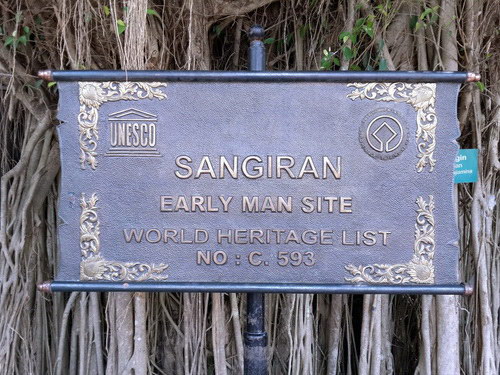 UNESCO
SANGIRAN
EARLY MAN SITE
WORLD HERITAGE LIST
NO : C. 593